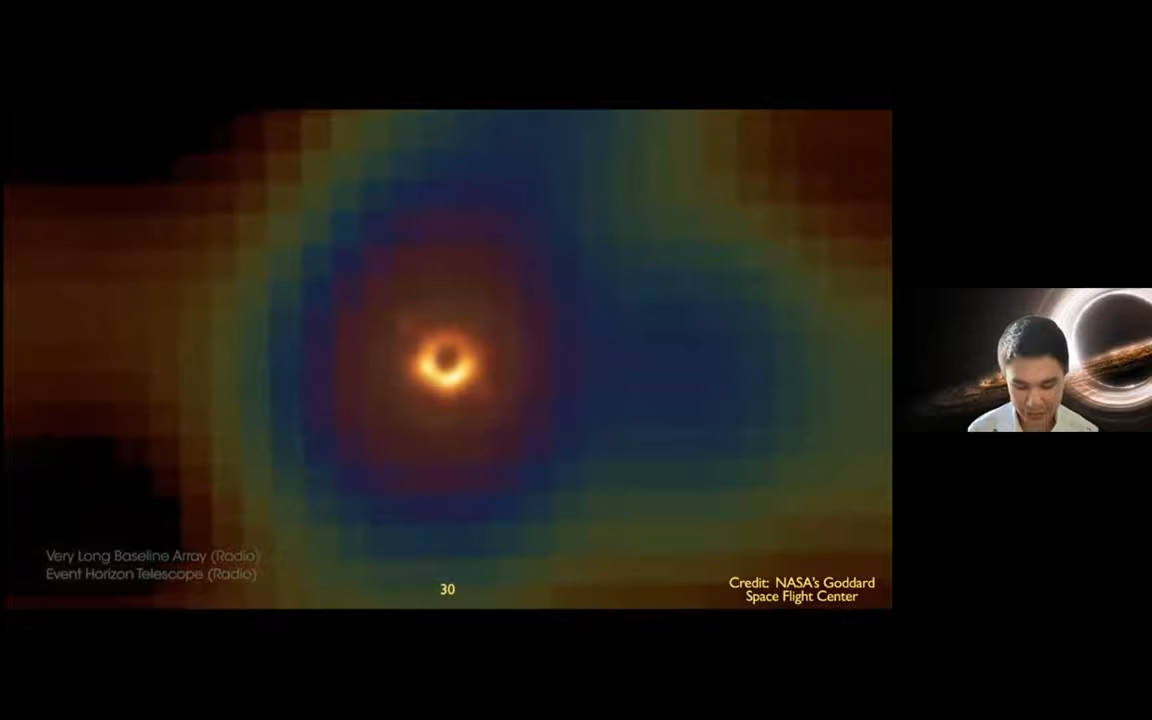 Very Long Baseline Array (Radio)
Event Horizon Telescope (Radio)
30
Credit: NASA's Goddard
Space Flight Center